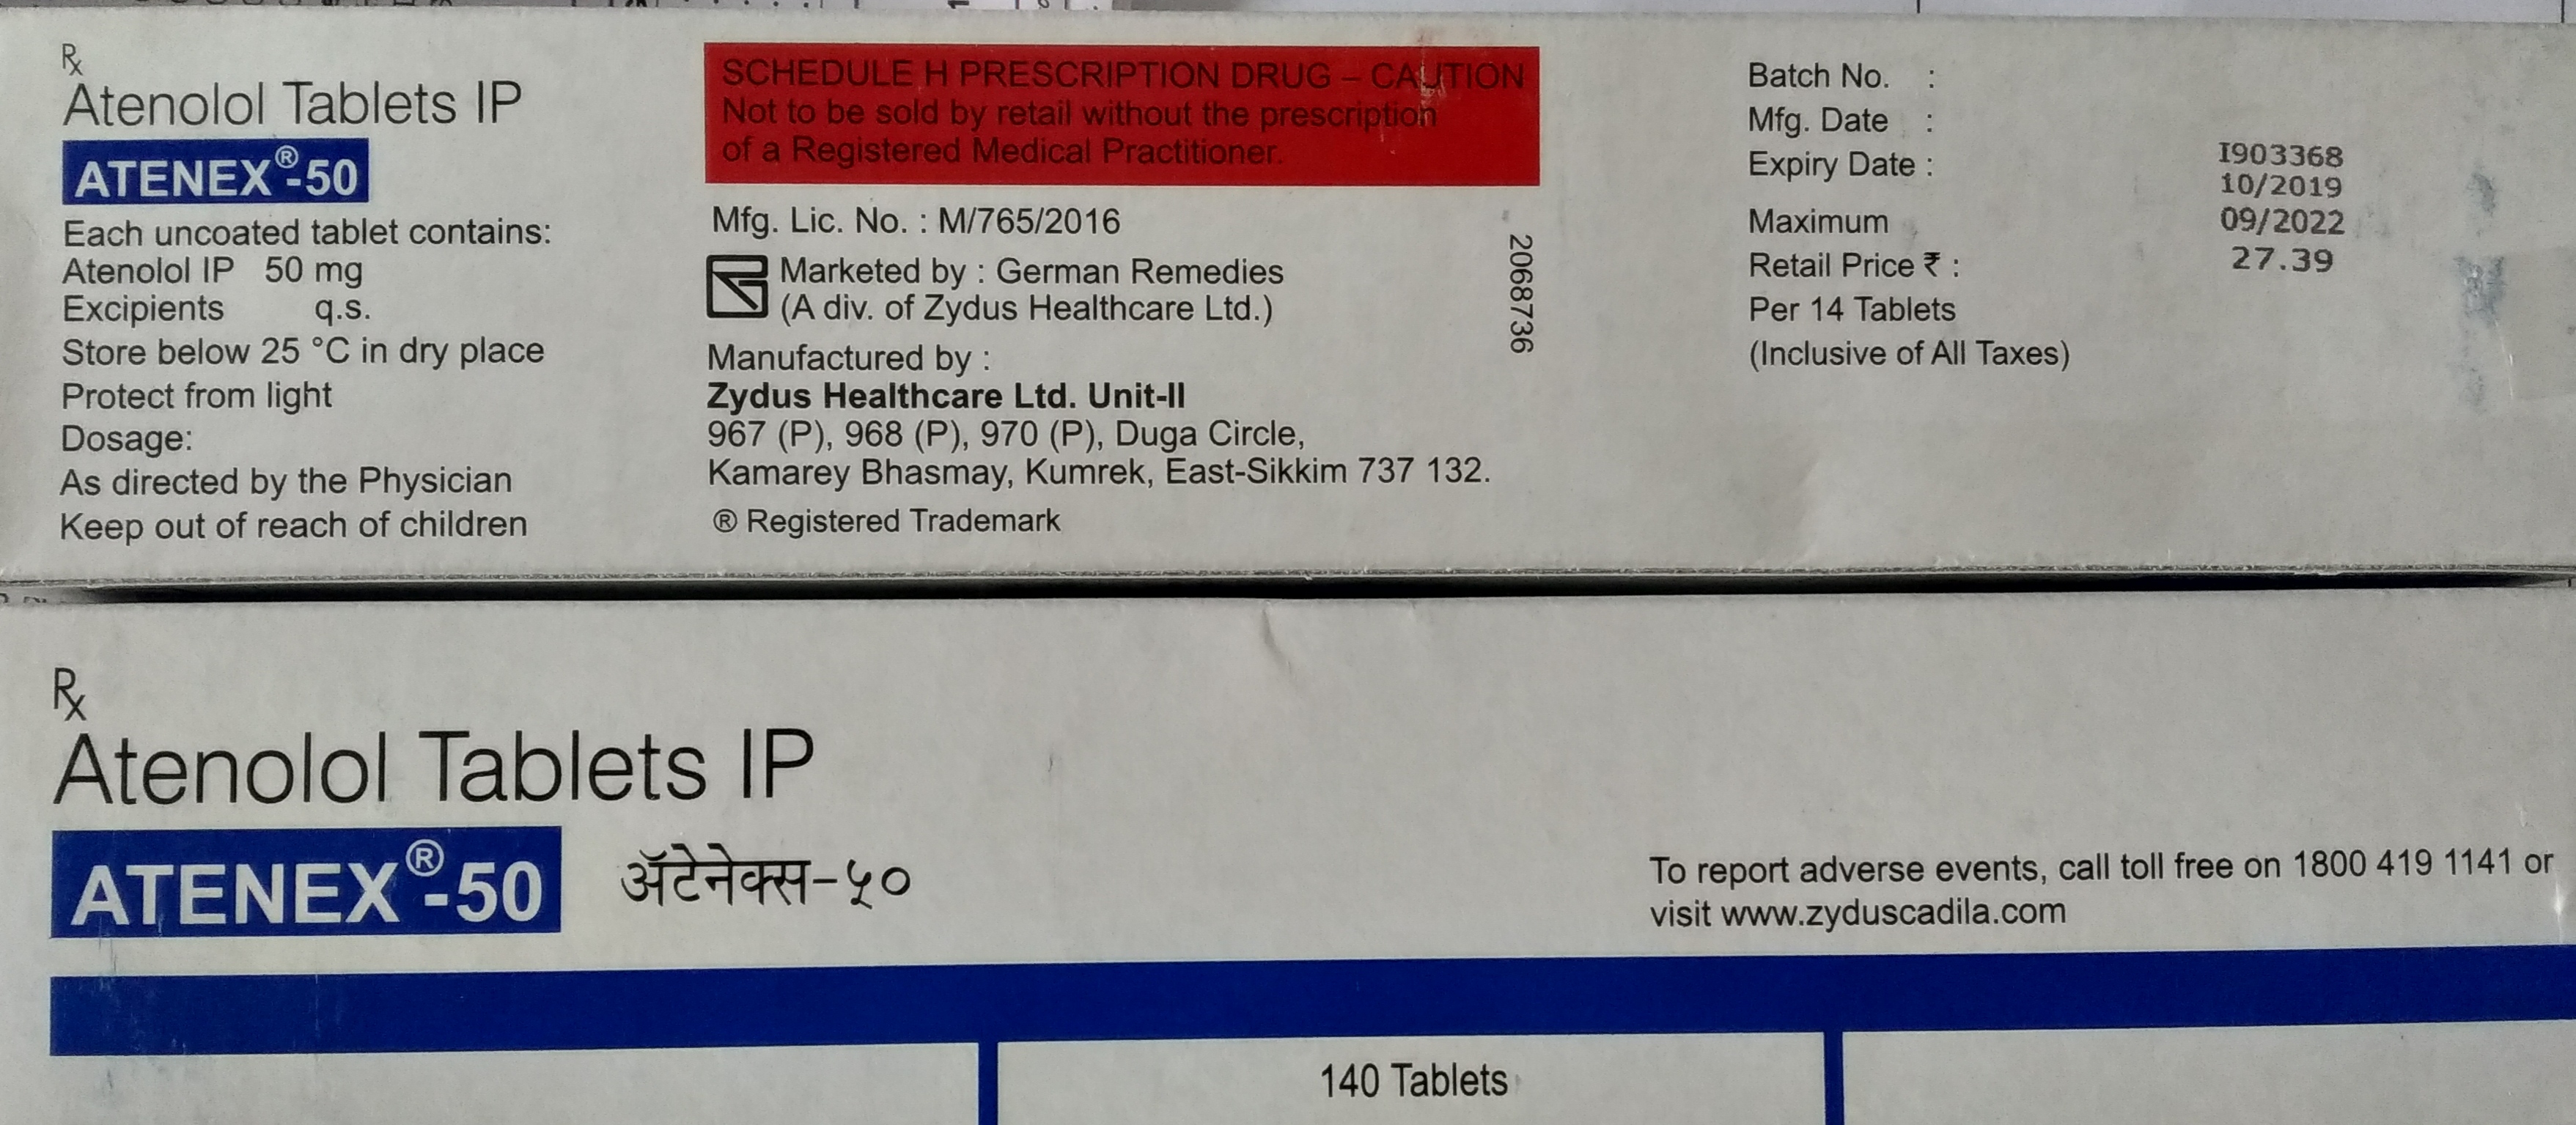 Rx
Atenolol Tablets IP
ATENEX®-50
Each uncoated tablet contains:
Atenolol IP 50 mg
Excipients q.s.
Store below 25 °C in dry place
Protect from light
Dosage:
As directed by the Physician
Keep out of reach of children
SCHEDULE H PRESCRIPTION DRUG – CAUTION
Not to be sold by retail without the prescription
of a Registered Medical Practitioner.
Mfg. Lic. No. : M/765/2016
Marketed by : German Remedies
(A div. of Zydus Healthcare Ltd.)
Manufactured by :
Zydus Healthcare Ltd. Unit-II
967 (P), 968 (P), 970 (P), Duga Circle,
Kamarey Bhasmay, Kumrek, East-Sikkim 737 132.
® Registered Trademark
2068736
Batch No. :
Mfg. Date :
Expiry Date :
Maximum
Retail Price ₹ :
Per 14 Tablets
(Inclusive of All Taxes)
I903368
10/2019
09/2022
27.39
Rx
Atenolol Tablets IP
ATENEX®-50 ॲटेनेक्स-५०
To report adverse events, call toll free on 1800 419 1141 or
visit www.zyduscadila.com
140 Tablets